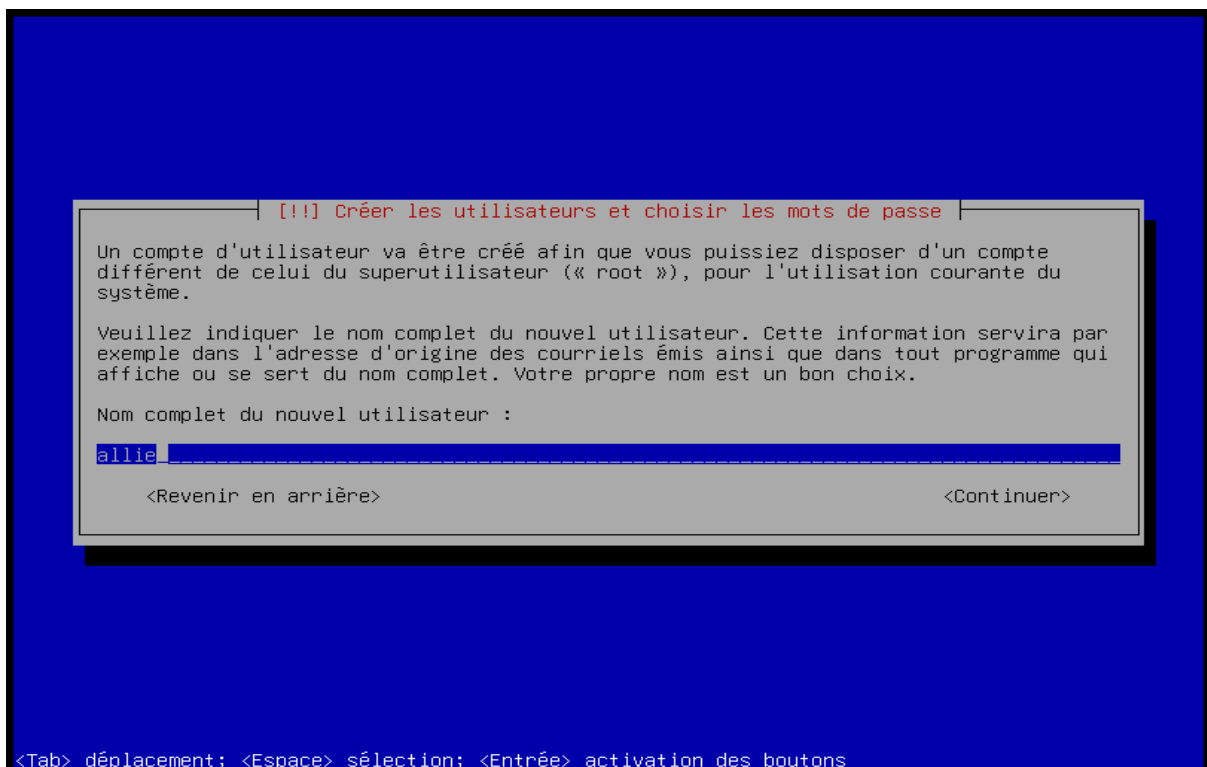 [!!] Créer les utilisateurs et choisir les mots de passe
Un compte d'utilisateur va être créé afin que vous puissiez disposer d'un compte
différent de celui du superutilisateur (« root »), pour l'utilisation courante du
système.
Veuillez indiquer le nom complet du nouvel utilisateur. Cette information servira par
exemple dans l'adresse d'origine des courriels émis ainsi que dans tout programme qui
affiche ou se sert du nom complet. Votre propre nom est un bon choix.
Nom complet du nouvel utilisateur :
allie
<Revenir en arrière> <Continuer>
<Tab> déplacement; <Espace> sélection; <Entrée> activation des boutons